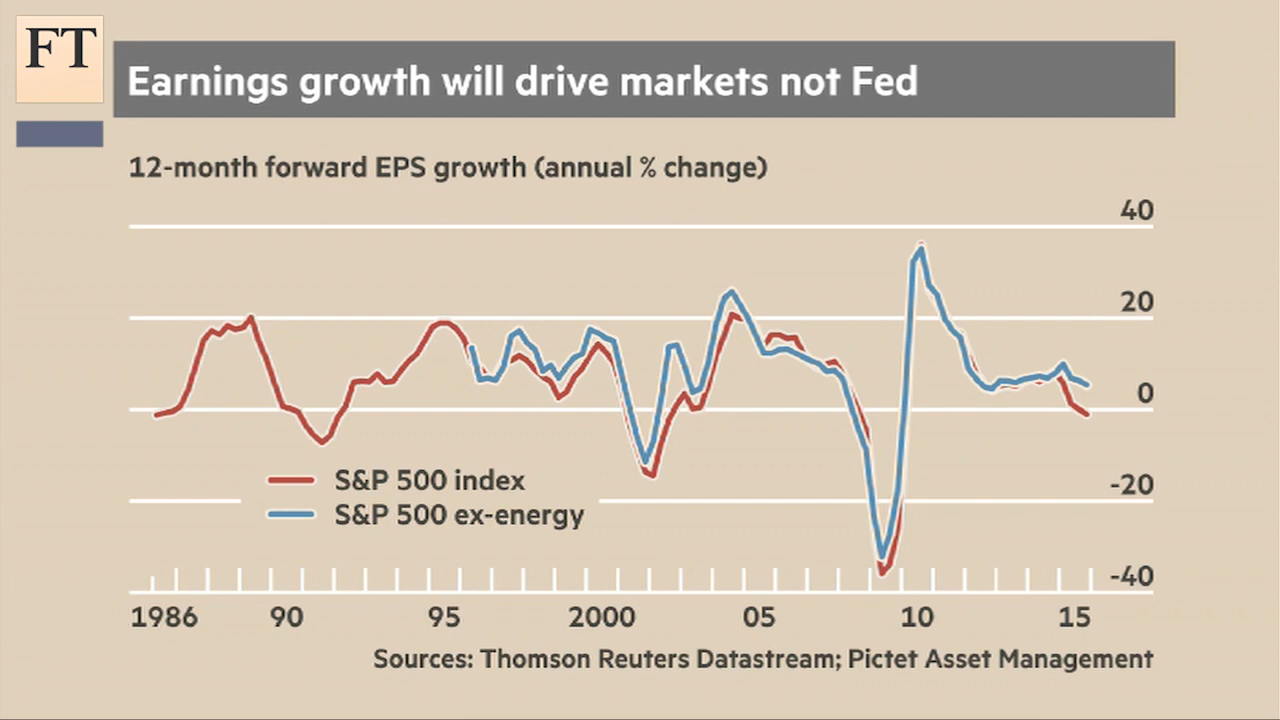 FT
Earnings growth will drive markets not Fed
12-month forward EPS growth (annual % change)
40
20
0
-20
-40
S&P 500 index
S&P 500 ex-energy
1986 90 95 2000 05 10 15
Sources: Thomson Reuters Datastream; Pictet Asset Management